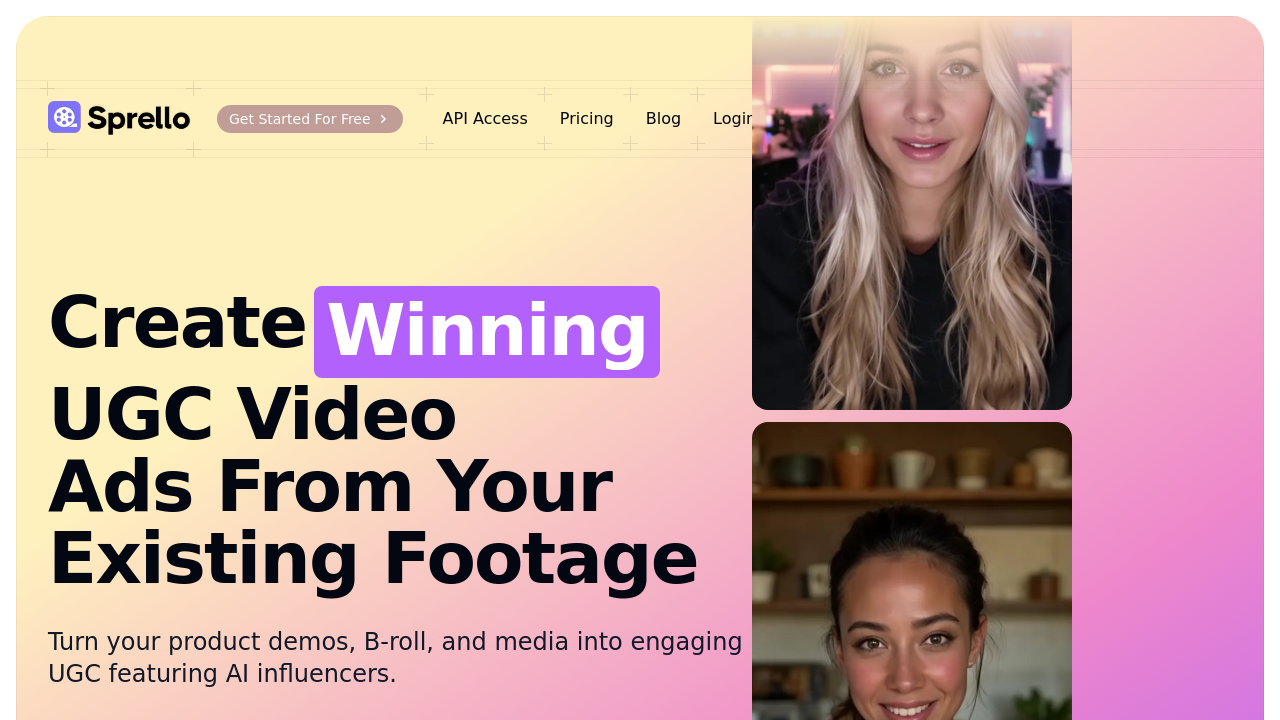 Sprello
Get Started For Free
API Access
Pricing
Blog
Login
Create Winning
UGC Video
Ads From Your
Existing Footage
Turn your product demos, B-roll, and media into engaging
UGC featuring AI influencers.